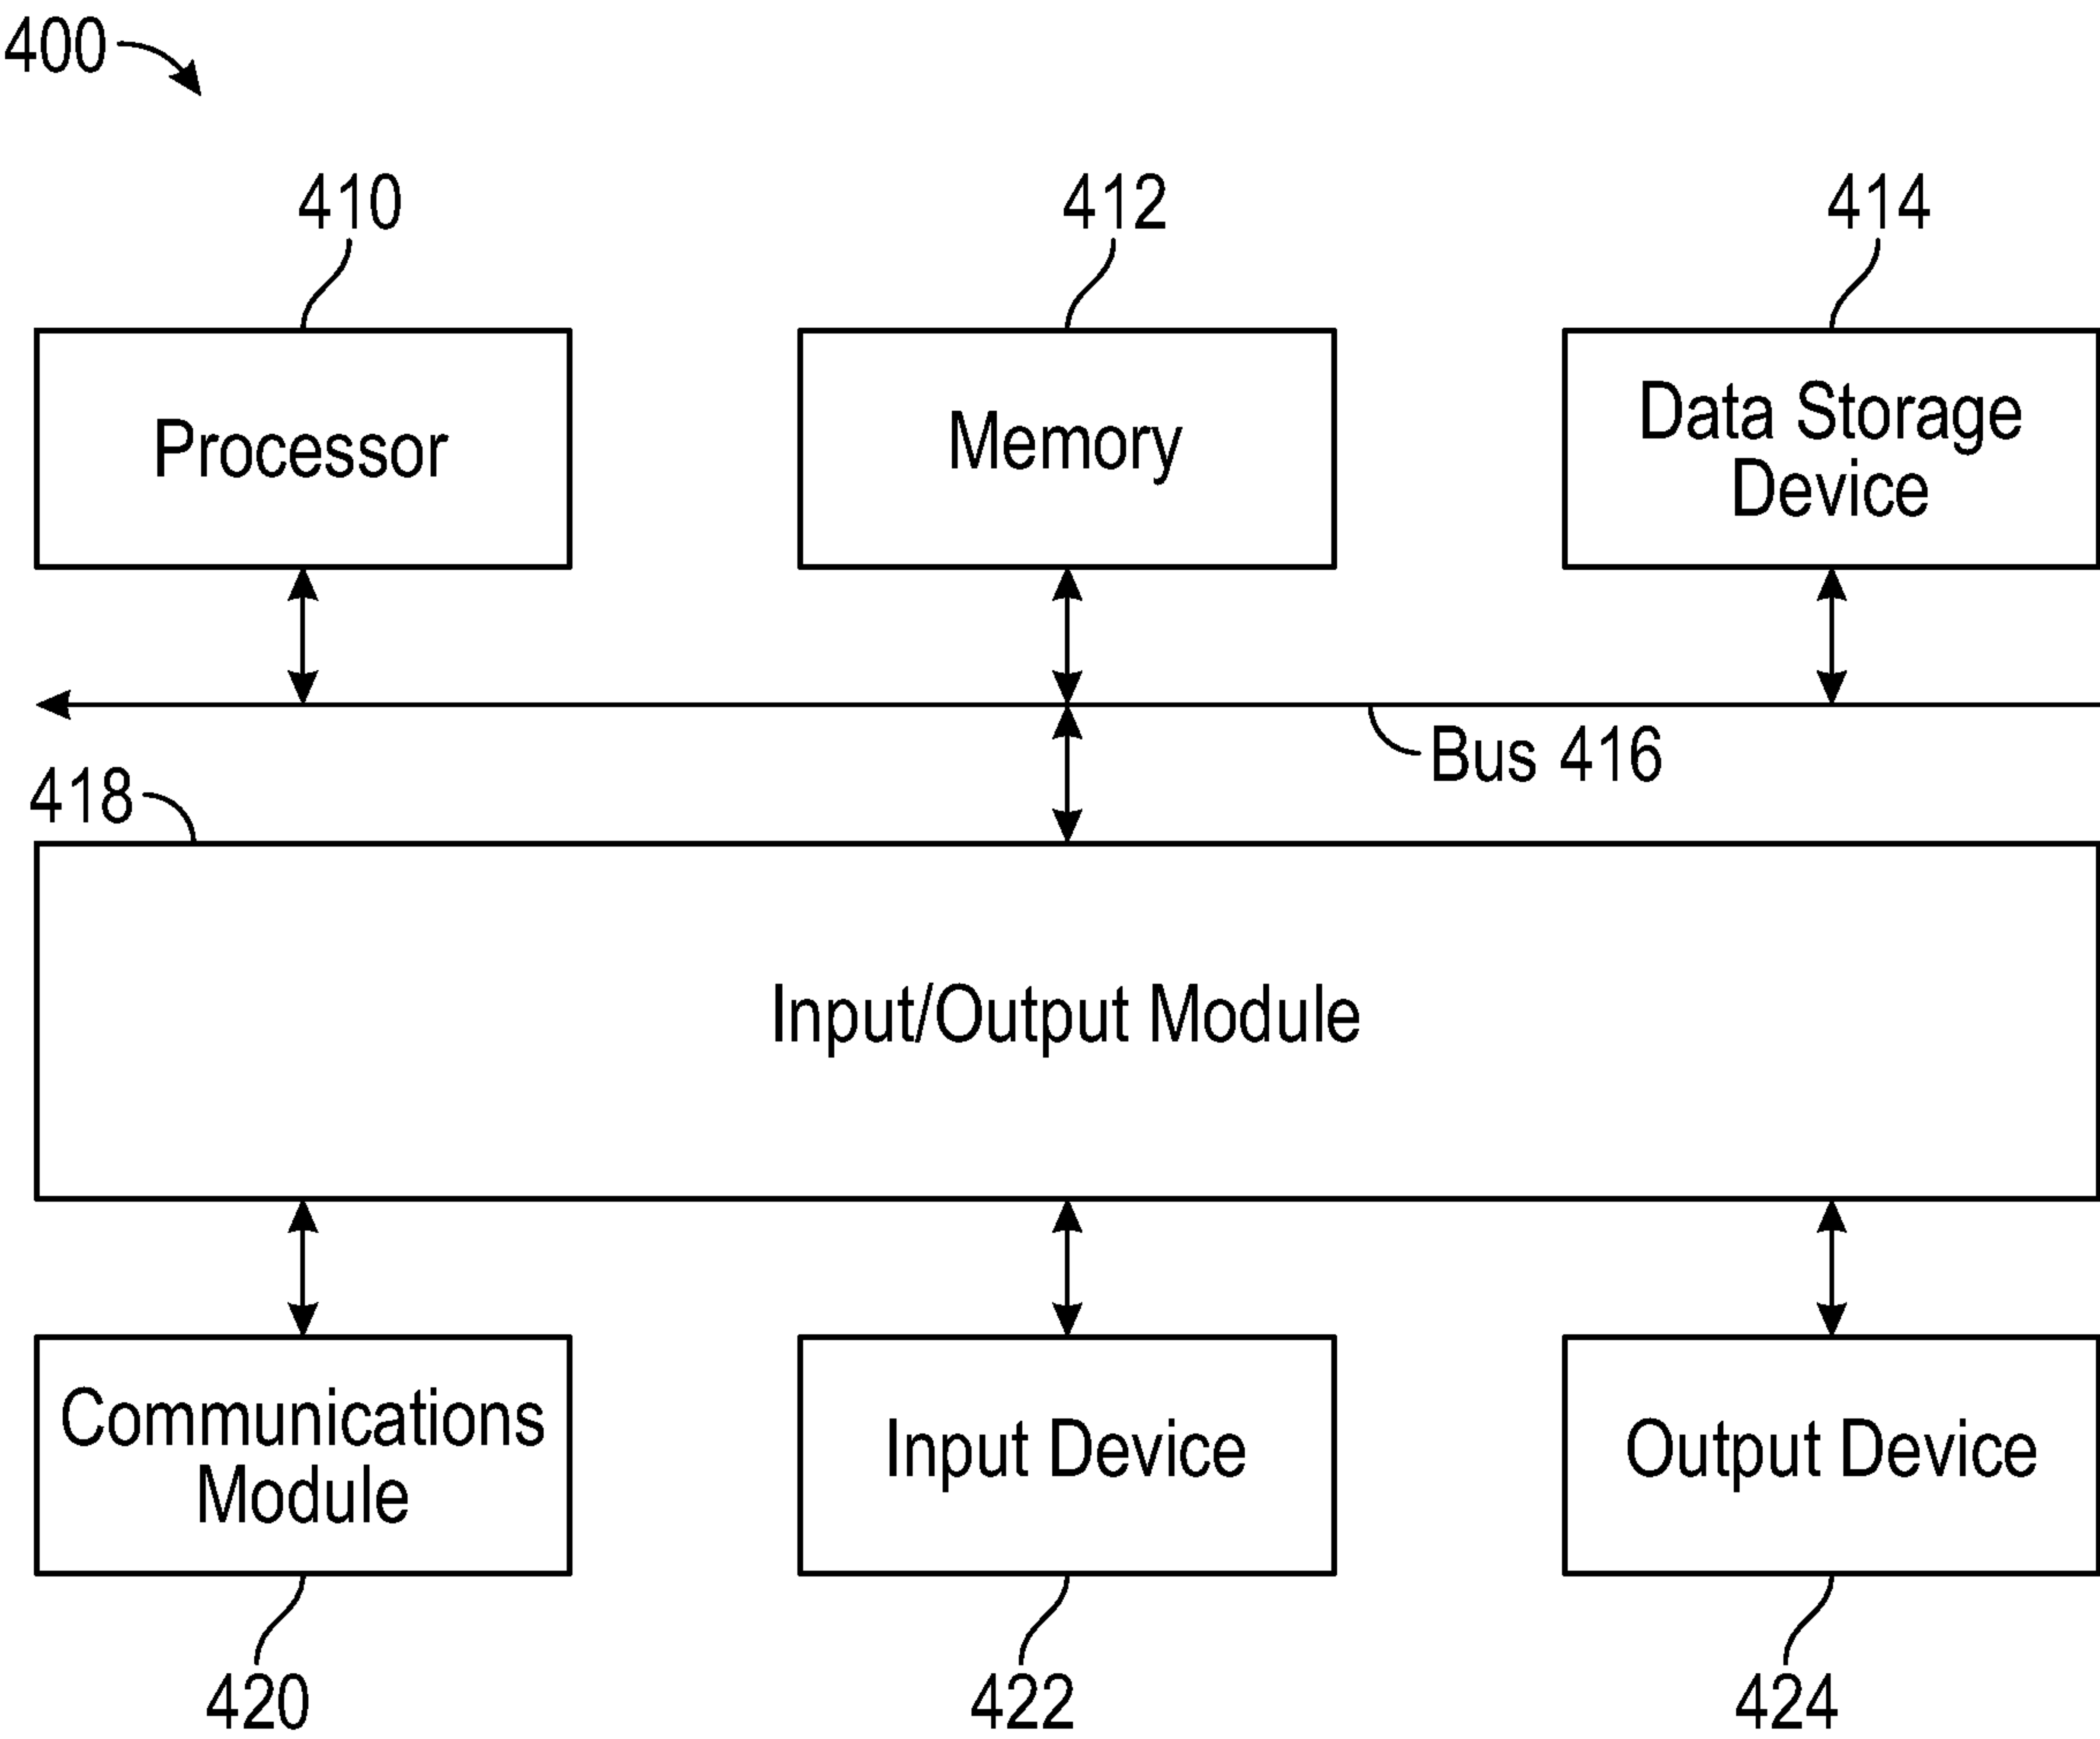 400
410
412
414
Processor
Memory
Data Storage
Device
Bus 416
418
Input/Output Module
Communications
Module
Input Device
Output Device
420
422
424